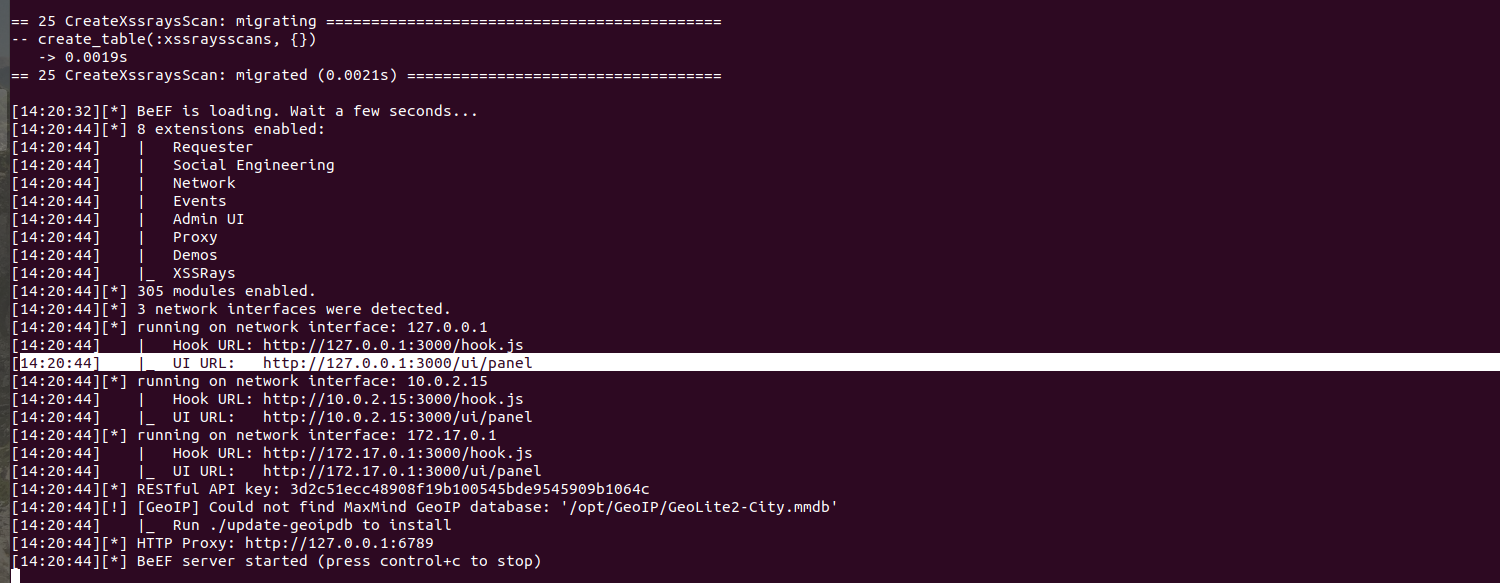 == 25 CreateXssraysScan: migrating ============================================
-- create_table(:xssraysscans, {})
   -> 0.0019s
== 25 CreateXssraysScan: migrated (0.0021s) ===================================
[14:20:32][*] BeEF is loading. Wait a few seconds...
[14:20:44][*] 8 extensions enabled:
[14:20:44]    |   Requester
[14:20:44]    |   Social Engineering
[14:20:44]    |   Network
[14:20:44]    |   Events
[14:20:44]    |   Admin UI
[14:20:44]    |   Proxy
[14:20:44]    |   Demos
[14:20:44]    |_  XSSRays
[14:20:44][*] 305 modules enabled.
[14:20:44][*] 3 network interfaces were detected.
[14:20:44][*] running on network interface: 127.0.0.1
[14:20:44]    |   Hook URL: http://127.0.0.1:3000/hook.js
[14:20:44]    |_  UI URL:   http://127.0.0.1:3000/ui/panel
[14:20:44][*] running on network interface: 10.0.2.15
[14:20:44]    |   Hook URL: http://10.0.2.15:3000/hook.js
[14:20:44]    |_  UI URL:   http://10.0.2.15:3000/ui/panel
[14:20:44][*] running on network interface: 172.17.0.1
[14:20:44]    |   Hook URL: http://172.17.0.1:3000/hook.js
[14:20:44]    |_  UI URL:   http://172.17.0.1:3000/ui/panel
[14:20:44][*] RESTful API key: 3d2c51ecc48908f19b100545bde9545909b1064c
[14:20:44][!] [GeoIP] Could not find MaxMind GeoIP database: '/opt/GeoIP/GeoLite2-City.mmdb'
[14:20:44]    |_  Run ./update-geoipdb to install
[14:20:44][*] HTTP Proxy: http://127.0.0.1:6789
[14:20:44][*] BeEF server started (press control+c to stop)